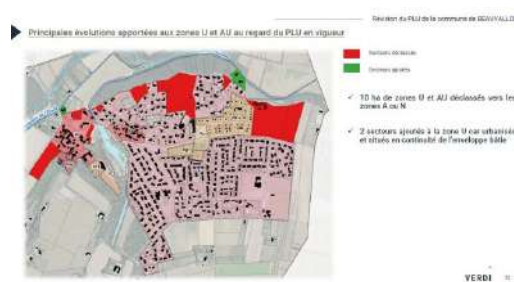 Révision du PLU de la commune de BEAUVALLO
Principales évolutions apportées aux zones U et AU au regard du PLU en vigueur
Secteurs déclassés
Secteurs ajoutés
✓ 10 ha de zones U et AU déclassés vers les
zones A ou N
✓ 2 secteurs ajoutés à la zone U car urbanisés
et situés en continuité de l'enveloppe bâtie
VERDI